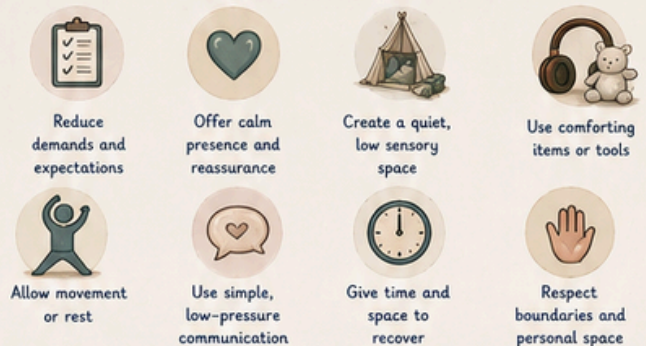 Reduce
demands and
expectations
Offer calm
presence and
reassurance
Create a quiet,
low sensory
space
Use comforting
items or tools
Allow movement
or rest
Use simple,
low-pressure
communication
Give time and
space to
recover
Respect
boundaries and
personal space